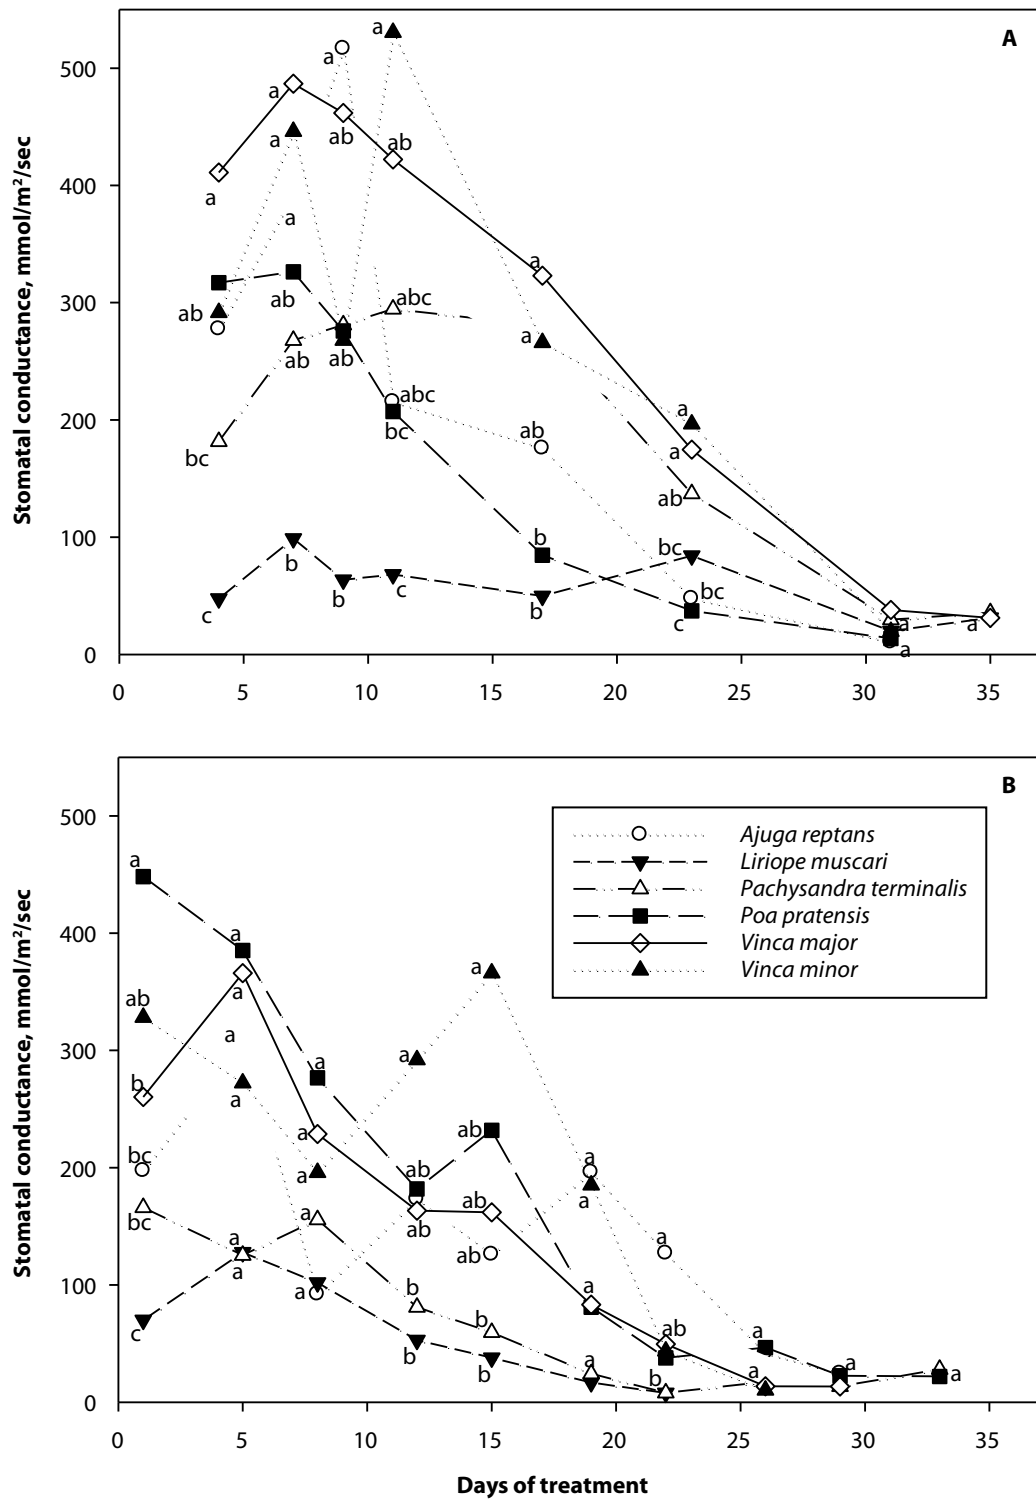 A
Stomatal conductance, mmol/m²/sec
500
400
300
200
100
0
a
a
a
a
ab
ab
a
a
a
ab
ab
abc
ab
ab
bc
abc
bc
ab
a
a
b
a
a
ab
bc
bc
c
c
b
b
c
b
a
a
a
0 5 10 15 20 25 30 35
B
Stomatal conductance, mmol/m²/sec
500
400
300
200
100
0
Ajuga reptans
Liriope muscari
Pachysandra terminalis
Poa pratensis
Vinca major
Vinca minor
a
a
ab
a
a
a
b
a
a
a
a
bc
bc
a
ab
a
ab
ab
ab
ab
a
a
a
a
c
a
a
b
b
b
b
a
a
ab
b
a
a
a
a
0 5 10 15 20 25 30 35
Days of treatment